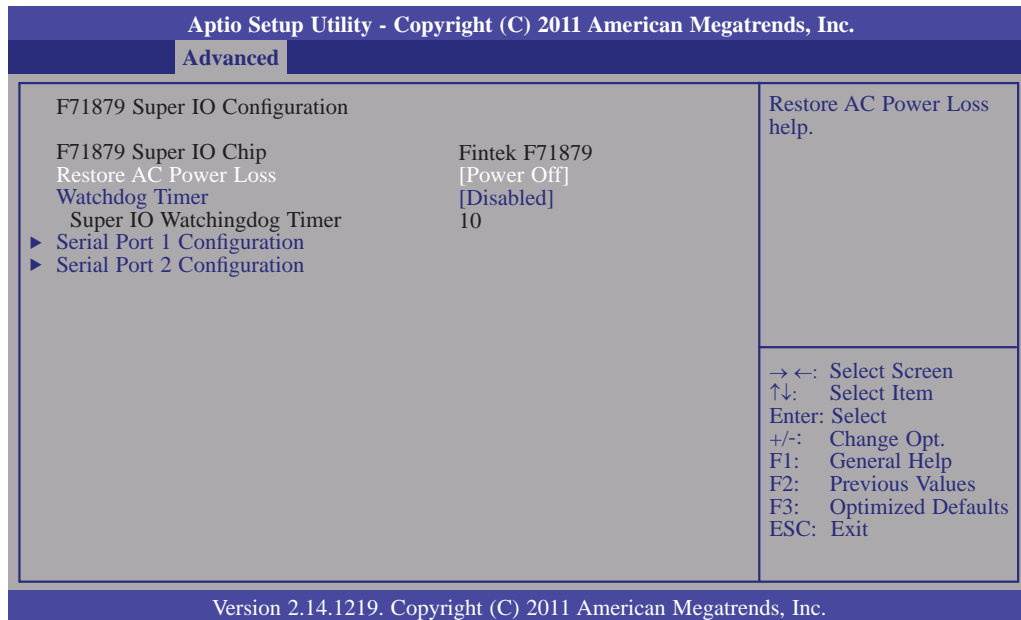 Aptio Setup Utility - Copyright (C) 2011 American Megatrends, Inc.
Advanced
F71879 Super IO Configuration
F71879 Super IO Chip Fintek F71879
Restore AC Power Loss [Power Off]
Watchdog Timer [Disabled]
Super IO Watchingdog Timer 10
▶ Serial Port 1 Configuration
▶ Serial Port 2 Configuration
Restore AC Power Loss
help.
→ ←: Select Screen
↑↓: Select Item
Enter: Select
+/-: Change Opt.
F1: General Help
F2: Previous Values
F3: Optimized Defaults
ESC: Exit
Version 2.14.1219. Copyright (C) 2011 American Megatrends, Inc.